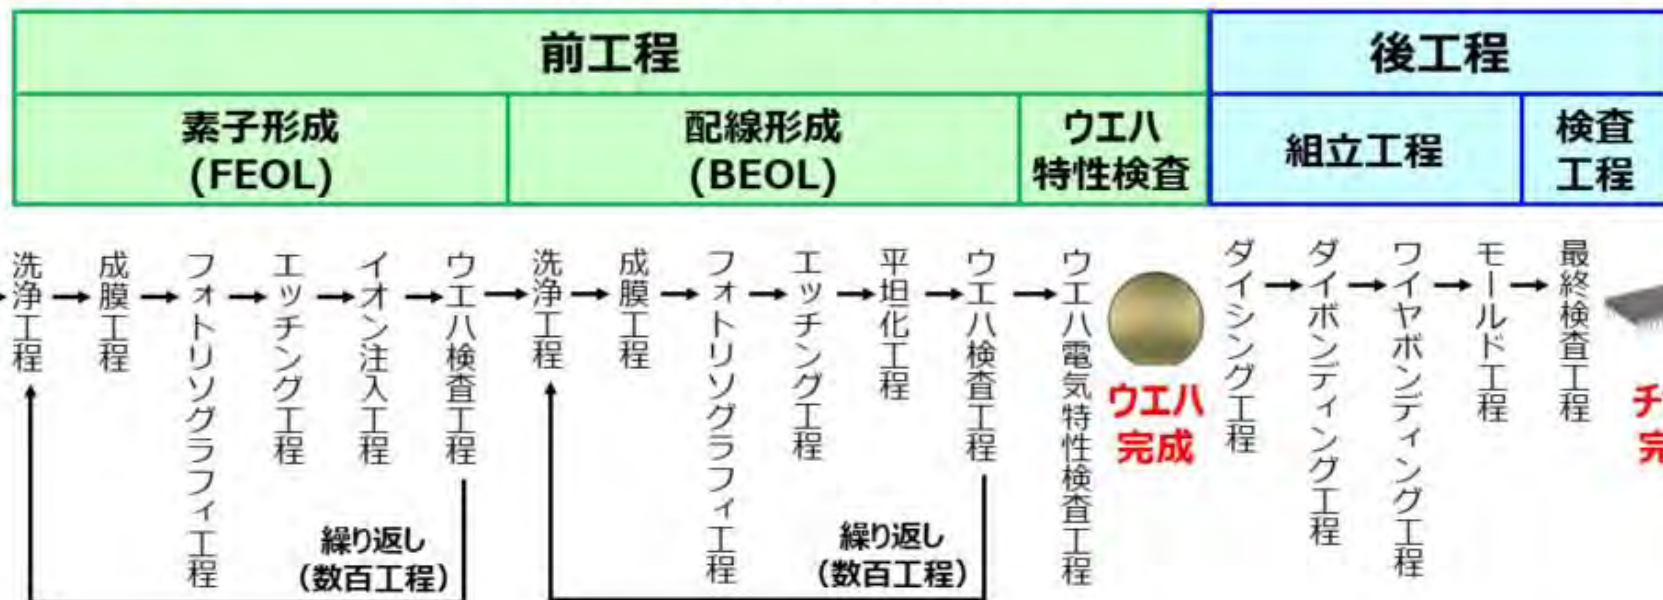 前工程
後工程
素子形成
(FEOL)
配線形成
(BEOL)
ウエハ
特性検査
組立工程
検査
工程
洗浄工程
成膜工程
フォトリソグラフィ工程
エッチング工程
イオン注入工程
ウエハ検査工程
洗浄工程
成膜工程
フォトリソグラフィ工程
エッチング工程
平坦化工程
ウエハ検査工程
ウエハ電気特性検査工程
ウエハ
完成
ダイシング工程
ダイボンディング工程
ワイヤボンディング工程
モールド工程
最終検査工程
繰り返し
(数百工程)
繰り返し
(数百工程)